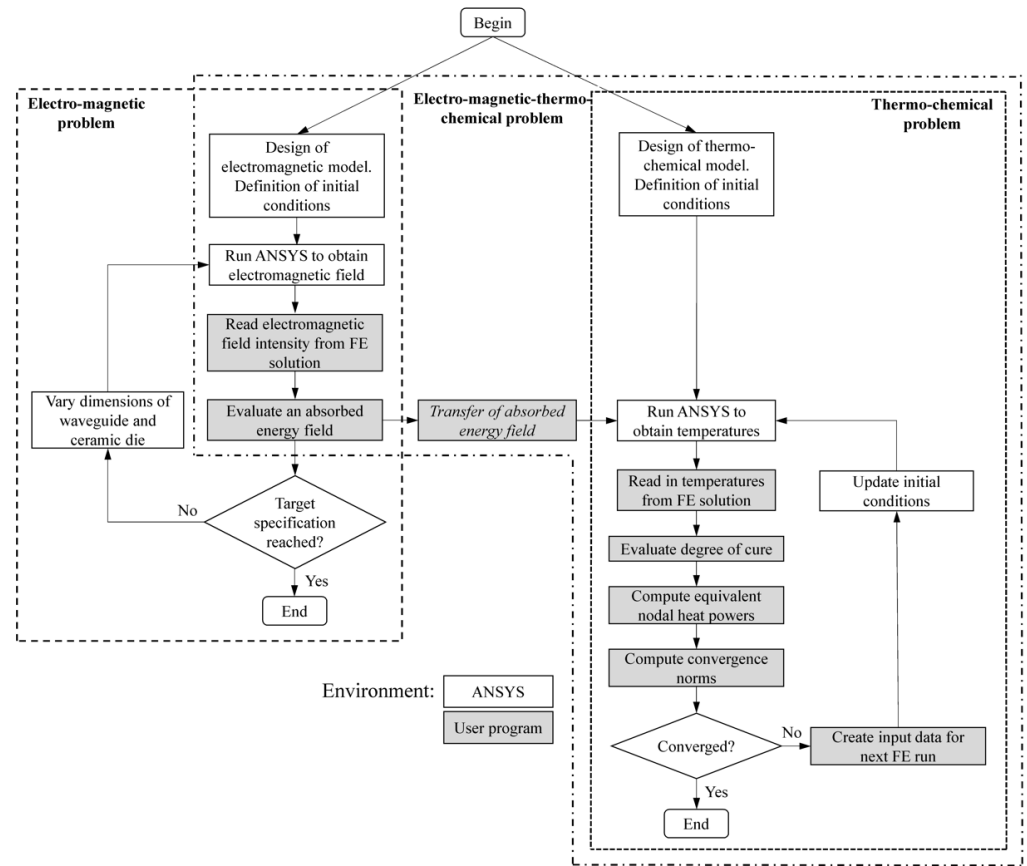 Begin
Electro-magnetic
problem
Electro-magnetic-thermo-
chemical problem
Thermo-chemical
problem
Design of
electromagnetic model.
Definition of initial
conditions
Run ANSYS to obtain
electromagnetic field
Read electromagnetic
field intensity from FE
solution
Evaluate an absorbed
energy field
Vary dimensions of
waveguide and
ceramic die
No
Target
specification
reached?
Yes
End
Transfer of absorbed
energy field
Design of thermo-
chemical model.
Definition of initial
conditions
Run ANSYS to
obtain temperatures
Read in temperatures
from FE solution
Evaluate degree of cure
Compute equivalent
nodal heat powers
Compute convergence
norms
Converged?
No
Create input data for
next FE run
Update initial
conditions
Yes
End
Environment:
ANSYS
User program